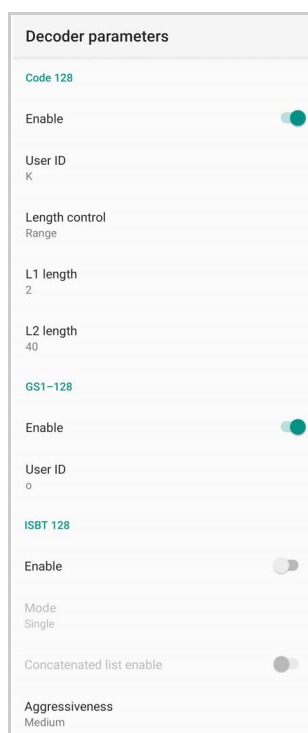 Decoder parameters
Code 128
Enable
User ID
K
Length control
Range
L1 length
2
L2 length
40
GS1–128
Enable
User ID
o
ISBT 128
Enable
Mode
Single
Concatenated list enable
Aggressiveness
Medium